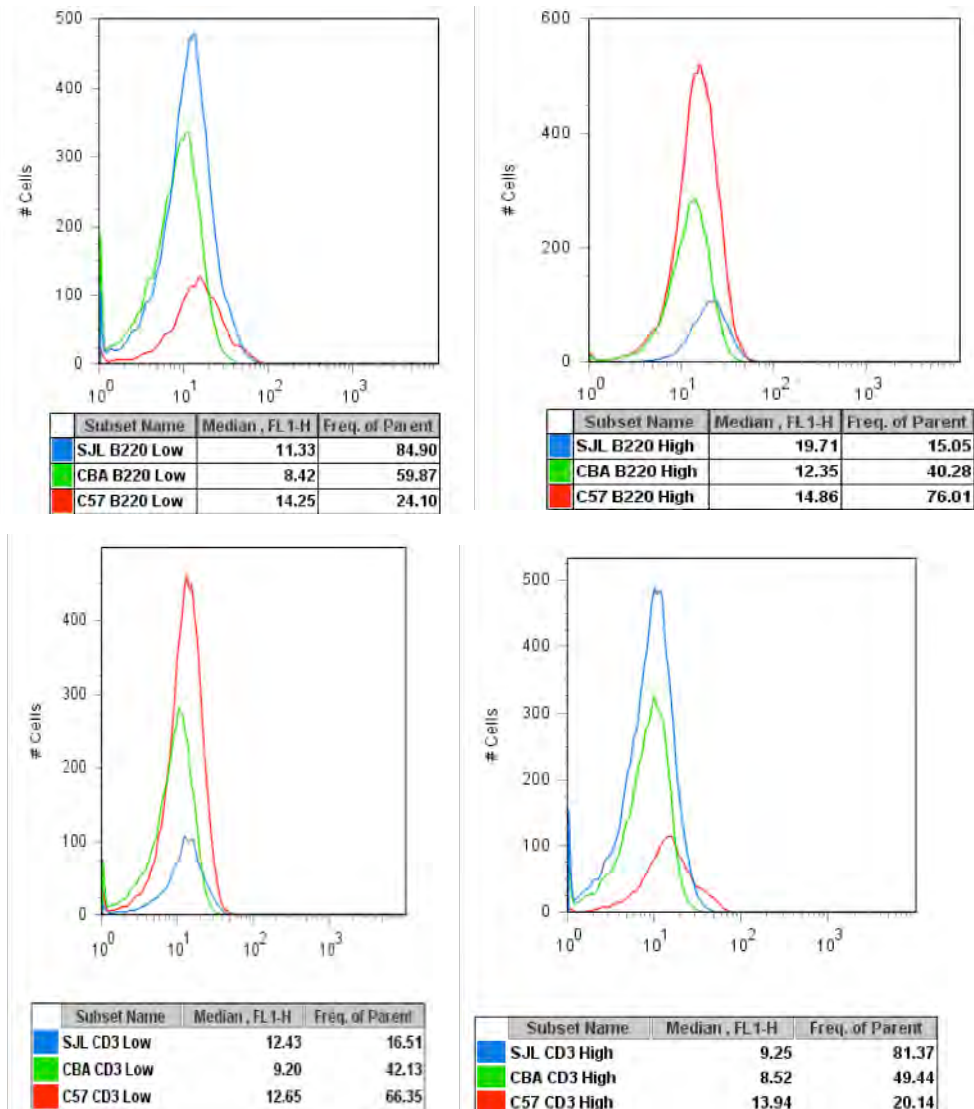 500
400
300
200
100
0
# Cells
10^0 10^1 10^2 10^3
Subset Name Median , FL1-H Freq. of Parent
SJL B220 Low 11.33 84.90
CBA B220 Low 8.42 59.87
C57 B220 Low 14.25 24.10
600
400
200
0
# Cells
10^0 10^1 10^2 10^3
Subset Name Median , FL1-H Freq. of Parent
SJL B220 High 19.71 15.05
CBA B220 High 12.35 40.28
C57 B220 High 14.86 76.01
400
300
200
100
0
# Cells
10^0 10^1 10^2 10^3
Subset Name Median , FL1-H Freq. of Parent
SJL CD3 Low 12.43 16.51
CBA CD3 Low 9.20 42.13
C57 CD3 Low 12.65 66.35
500
400
300
200
100
0
# Cells
10^0 10^1 10^2 10^3
Subset Name Median , FL1-H Freq. of Parent
SJL CD3 High 9.25 81.37
CBA CD3 High 8.52 49.44
C57 CD3 High 13.94 20.14